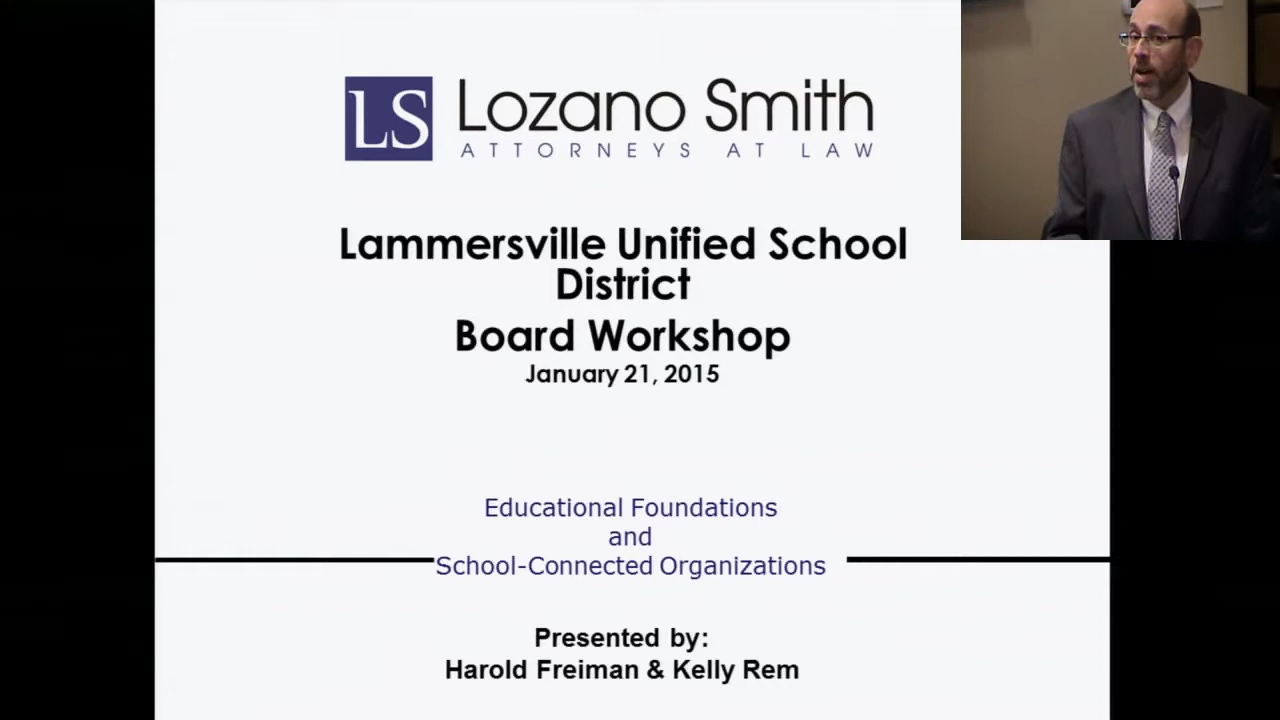 LS
Lozano Smith
ATTORNEYS AT LAW
Lammersville Unified School
District
Board Workshop
January 21, 2015
Educational Foundations
and
School-Connected Organizations
Presented by:
Harold Freiman & Kelly Rem